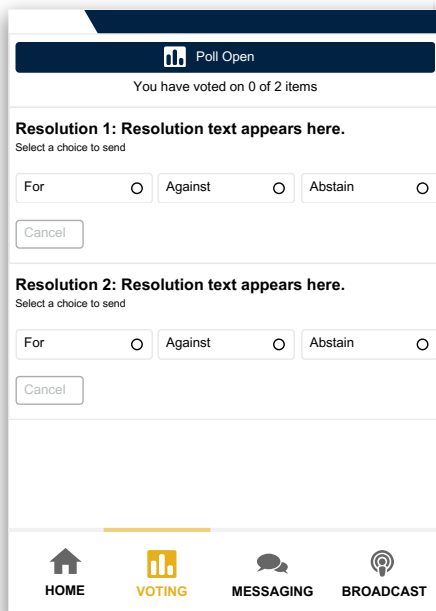 Poll Open
You have voted on 0 of 2 items
Resolution 1: Resolution text appears here.
Select a choice to send
For Against Abstain
Cancel
Resolution 2: Resolution text appears here.
Select a choice to send
For Against Abstain
Cancel
HOME VOTING MESSAGING BROADCAST